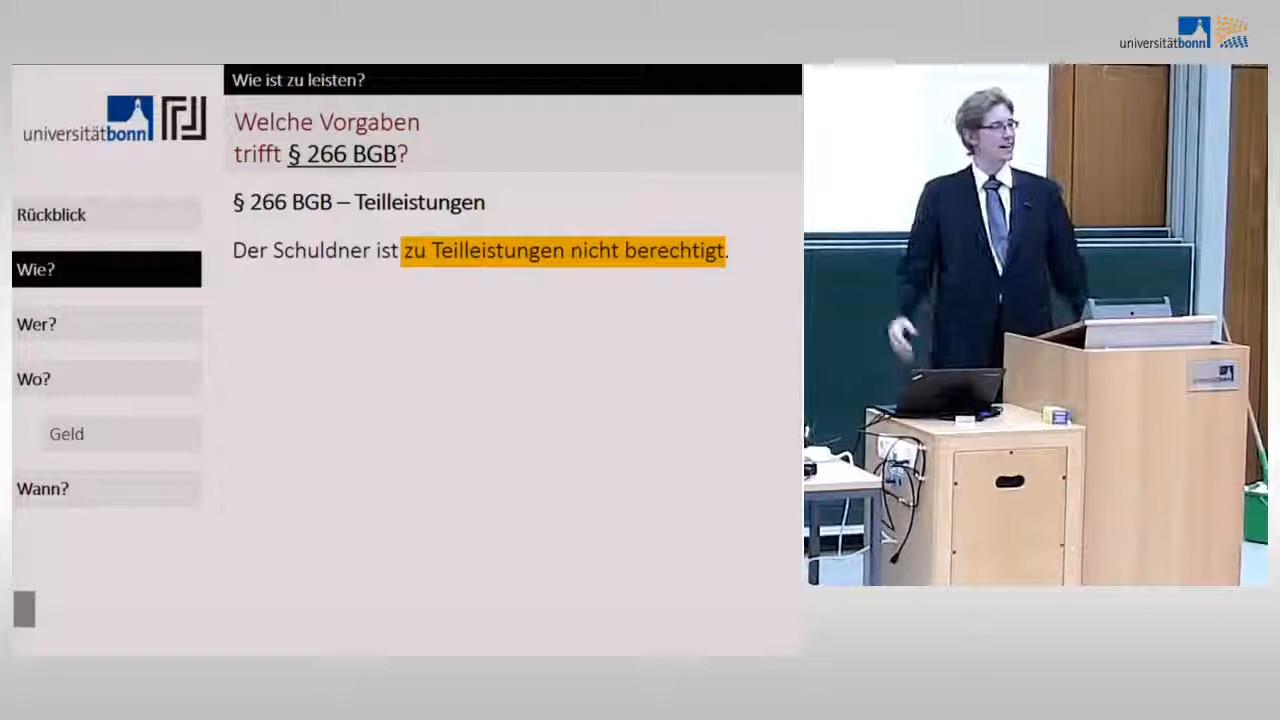 universitätbonn
Wie ist zu leisten?
universitätbonn
Welche Vorgaben
trifft § 266 BGB?
§ 266 BGB – Teilleistungen
Der Schuldner ist zu Teilleistungen nicht berechtigt.
Rückblick
Wie?
Wer?
Wo?
Geld
Wann?